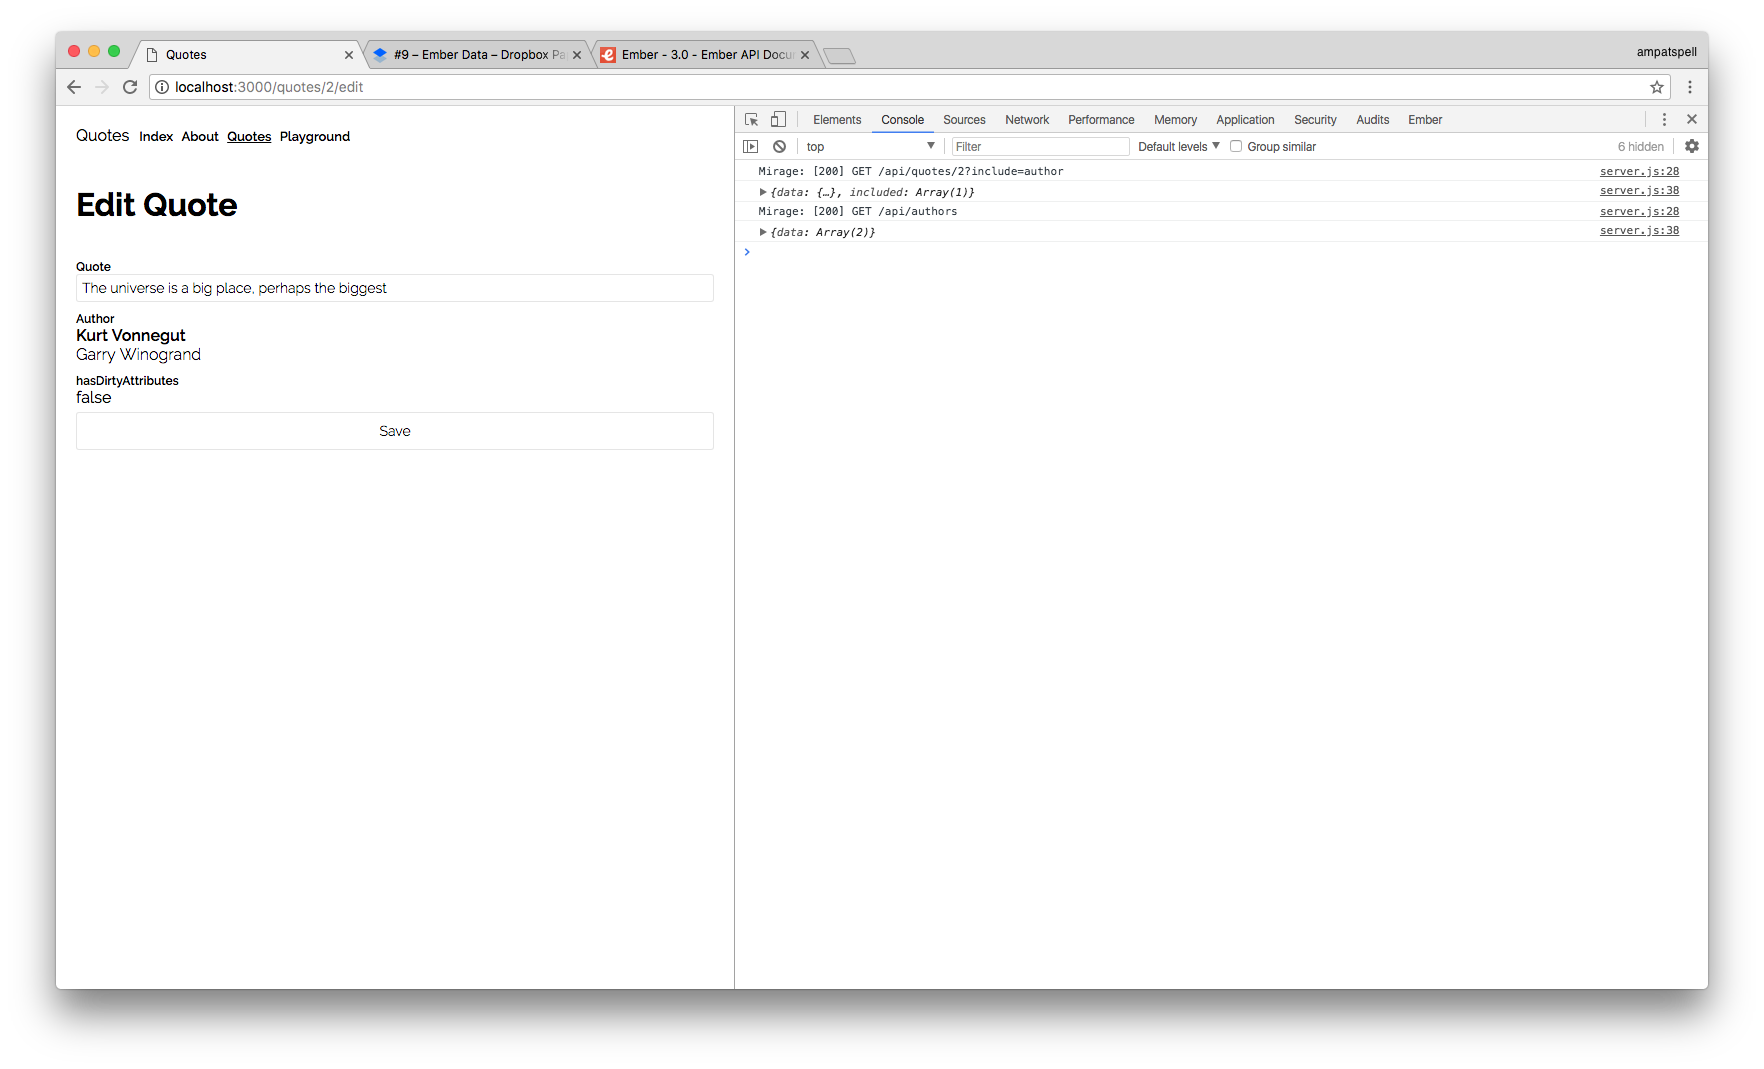 Quotes
#9 – Ember Data – Dropbox Pa
Ember - 3.0 - Ember API Docu
ampatspell
localhost:3000/quotes/2/edit
Quotes Index About Quotes Playground
Edit Quote
Quote
The universe is a big place, perhaps the biggest
Author
Kurt Vonnegut
Garry Winogrand
hasDirtyAttributes
false
Save
Elements Console Sources Network Performance Memory Application Security Audits Ember
top Filter Default levels Group similar 6 hidden
Mirage: [200] GET /api/quotes/2?include=author server.js:28
{data: {…}, included: Array(1)} server.js:38
Mirage: [200] GET /api/authors server.js:28
{data: Array(2)} server.js:38